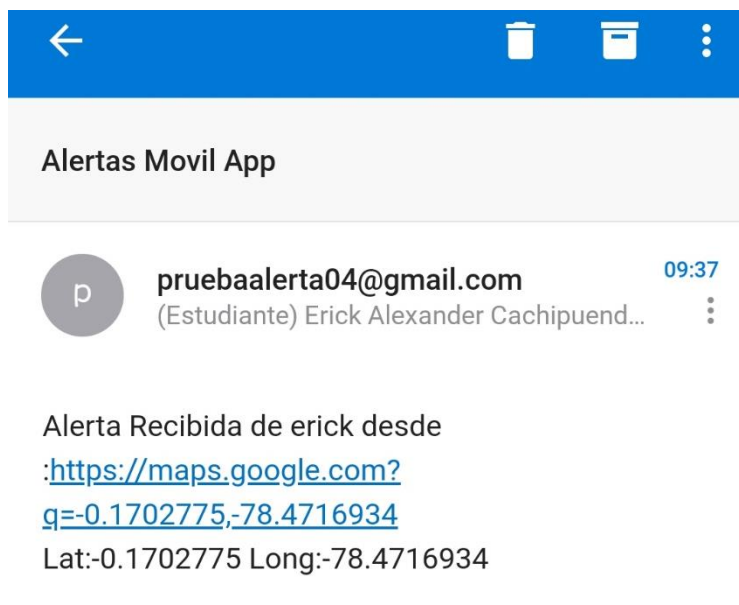 Alertas Movil App
p
pruebaalerta04@gmail.com
09:37
(Estudiante) Erick Alexander Cachipuend...
Alerta Recibida de erick desde
:https://maps.google.com?
q=-0.1702775,-78.4716934
Lat:-0.1702775 Long:-78.4716934